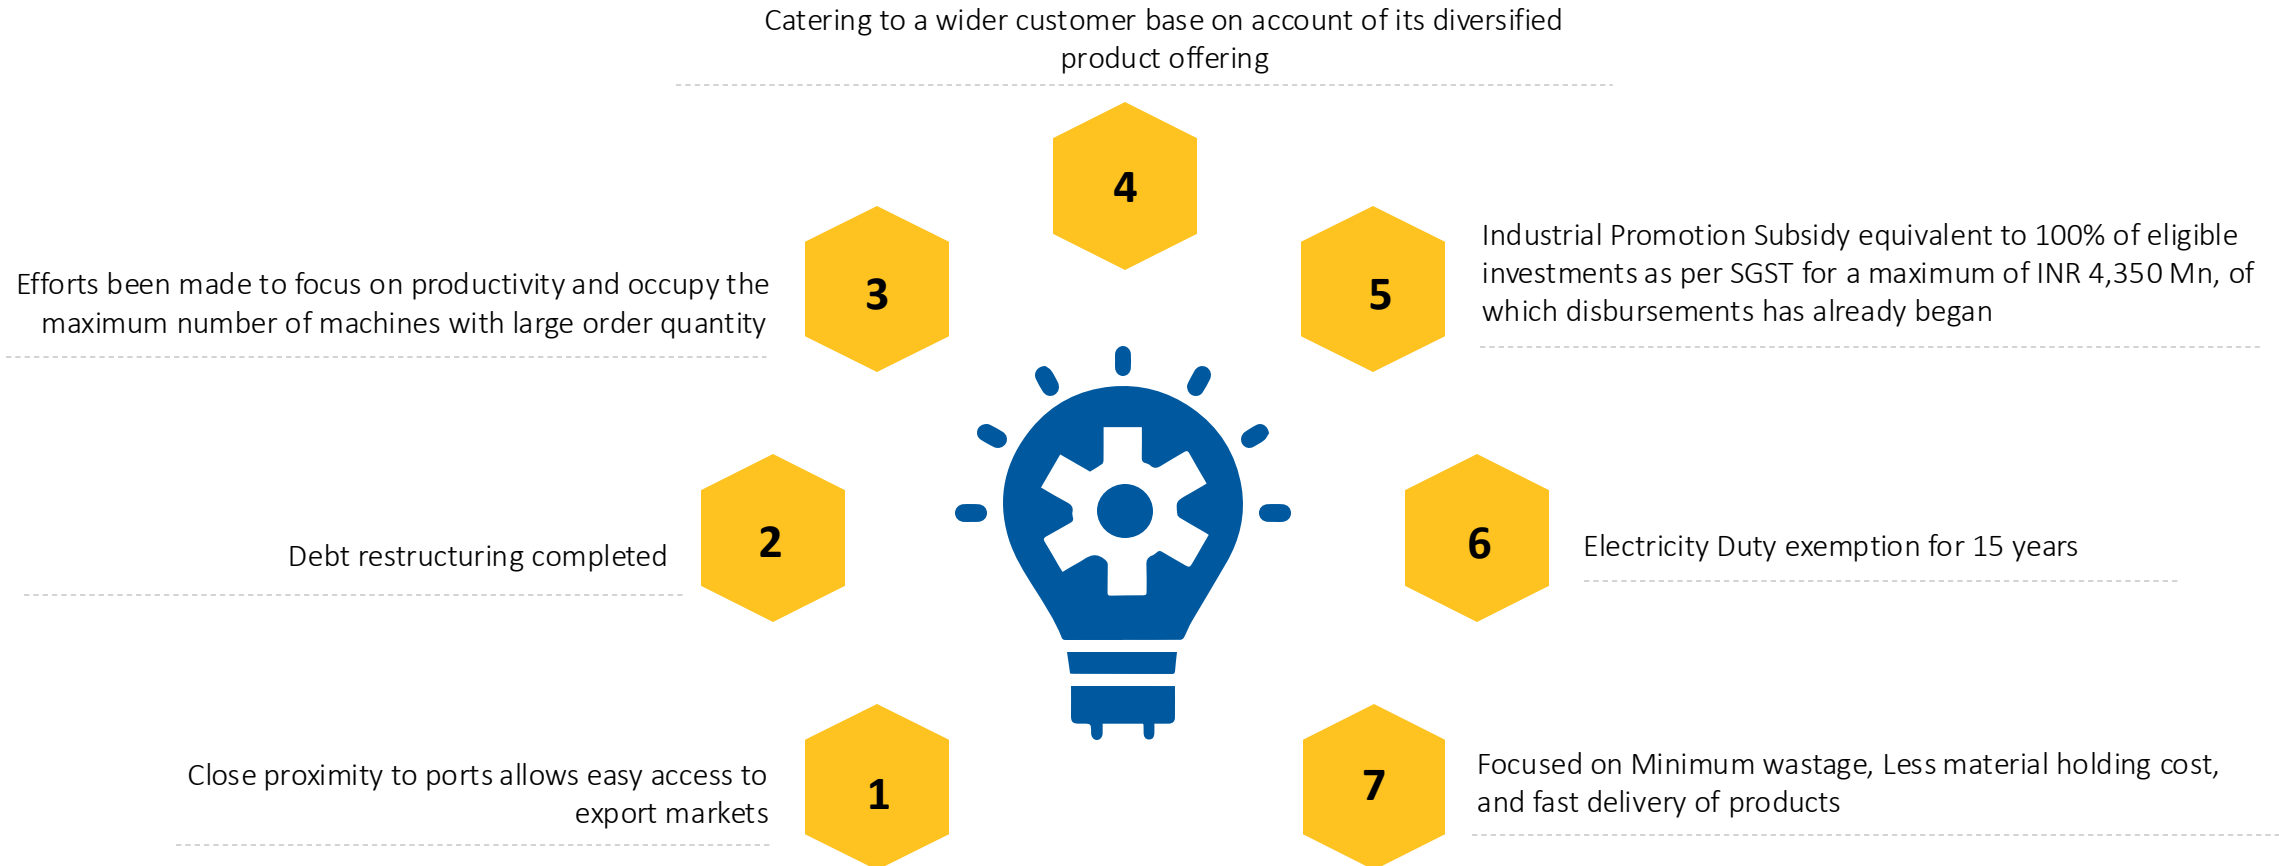 Catering to a wider customer base on account of its diversified
product offering
4
3
Efforts been made to focus on productivity and occupy the
maximum number of machines with large order quantity
5
Industrial Promotion Subsidy equivalent to 100% of eligible
investments as per SGST for a maximum of INR 4,350 Mn, of
which disbursements has already began
2
Debt restructuring completed
6
Electricity Duty exemption for 15 years
1
Close proximity to ports allows easy access to
export markets
7
Focused on Minimum wastage, Less material holding cost,
and fast delivery of products